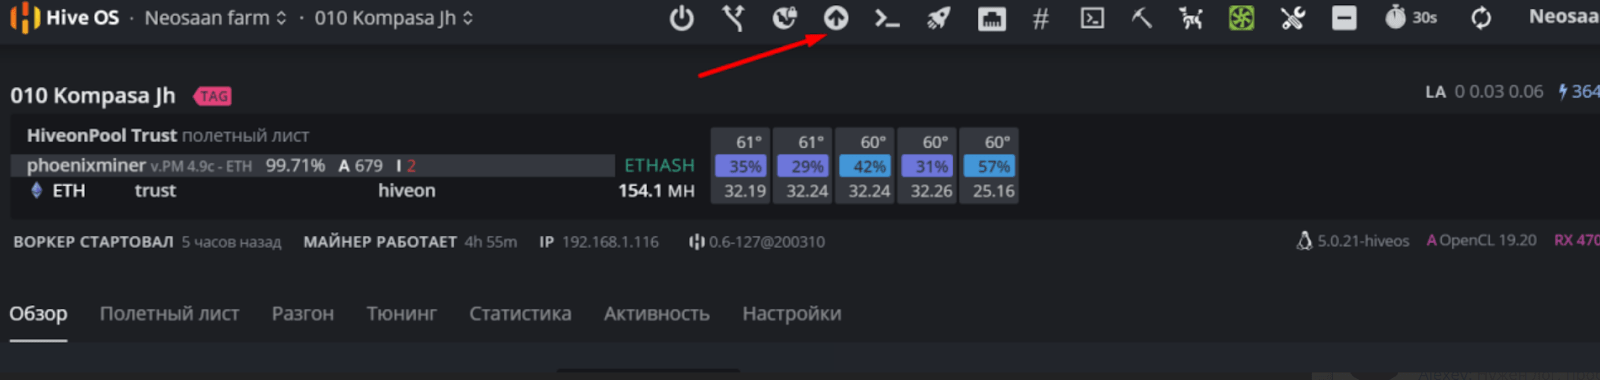 Hive OS · Neosaan farm · 010 Kompasa Jh # 30s Neosaa
010 Kompasa Jh TAG
LA 0 0.03 0.06 364
HiveonPool Trust полетный лист
61° 61° 60° 60° 60°
phoenixminer v.PM 4.9c - ETH 99.71% A 679 I 2 ETHASH 35% 29% 42% 31% 57%
ETH trust hiveon 154.1 MH 32.19 32.24 32.24 32.26 25.16
ВОРКЕР СТАРТОВАЛ 5 часов назад МАЙНЕР РАБОТАЕТ 4h 55m IP 192.168.1.116 0.6-127@200310 5.0.21-hiveos A OpenCL 19.20 RX 470
Обзор Полетный лист Разгон Тюнинг Статистика Активность Настройки